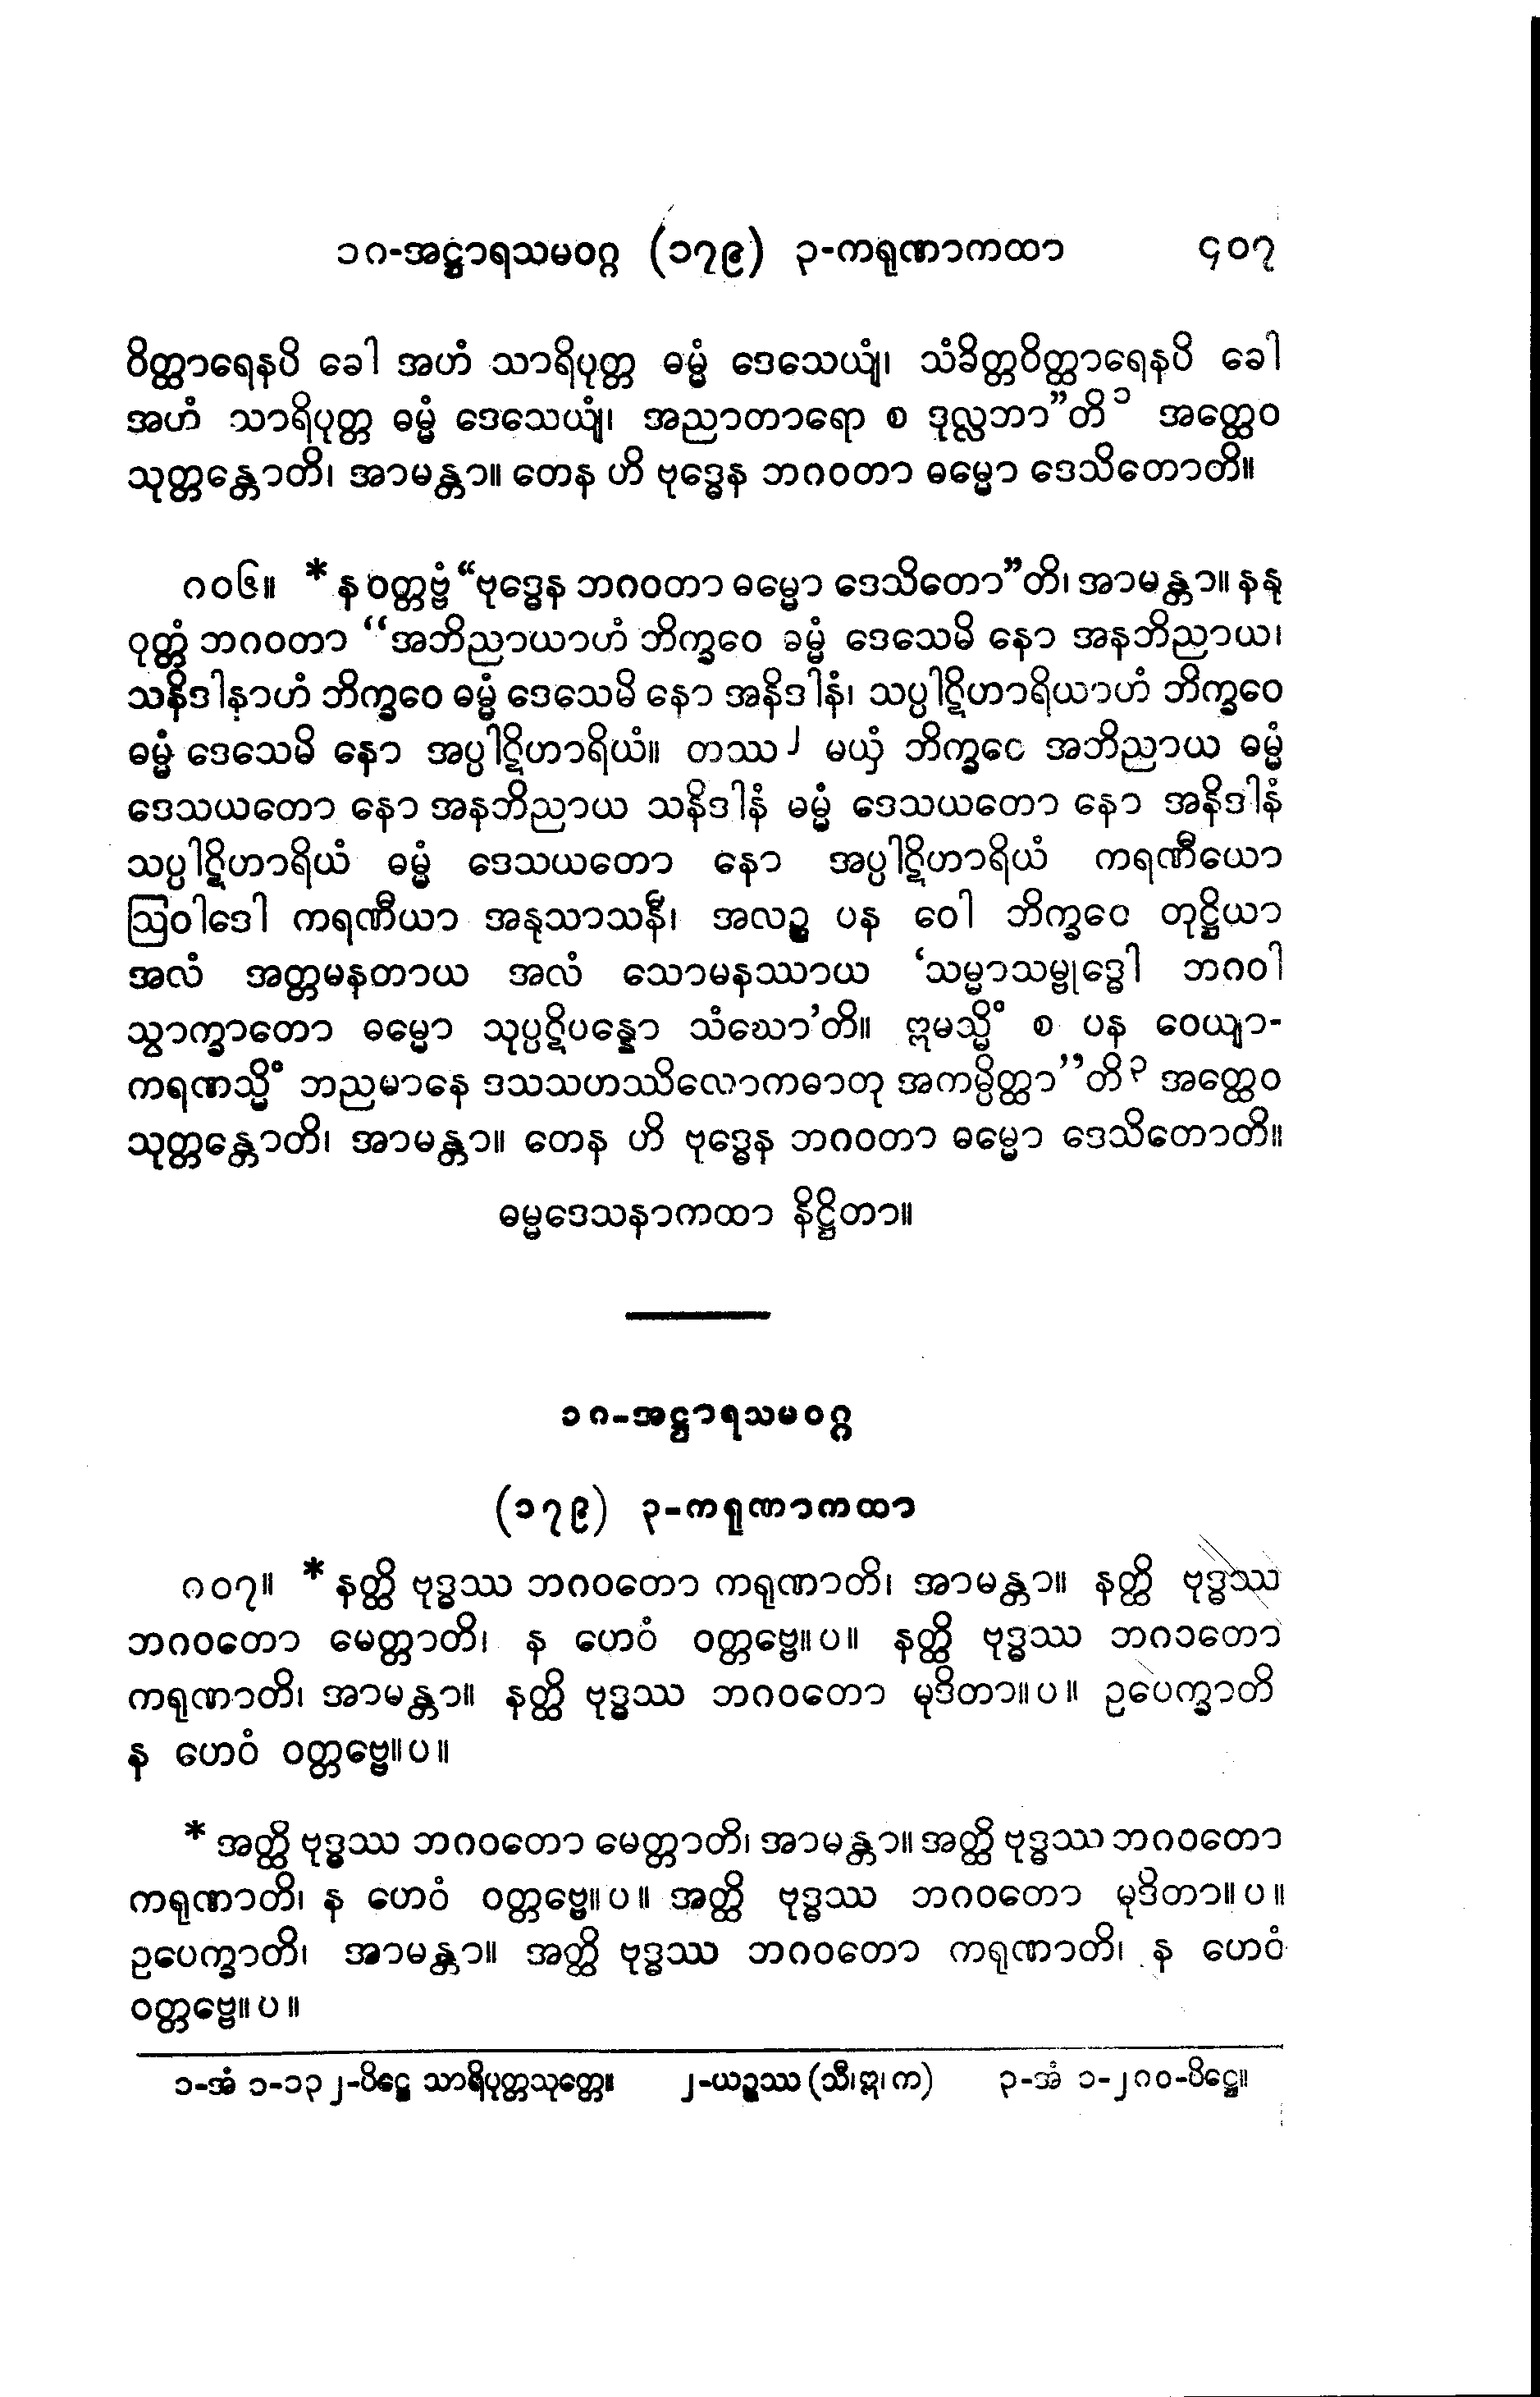 ၁၈-အဋ္ဌာရသမဝဂ္ဂ (၁၇၉) ၃-ကရုဏာကထာ ၄၀၇
ဝိတ္ထာရေနပိ ခေါ အဟံ သာရိပုတ္တ ဓမ္မံ ဒေသေယျံ၊ သံခိတ္တဝိတ္ထာရေနပိ ခေါ
အဟံ သာရိပုတ္တ ဓမ္မံ ဒေသေယျံ၊ အညာတာရော စ ဒုလ္လဘာ”တိ၁ အတ္ထေဝ
သုတ္တန္တောတိ၊ အာမန္တာ။ တေန ဟိ ဗုဒ္ဓေန ဘဂဝတာ ဓမ္မော ဒေသိတောတိ။
၈၀၆။ * န ဝတ္တဗ္ဗံ “ဗုဒ္ဓေန ဘဂဝတာ ဓမ္မော ဒေသိတော”တိ၊ အာမန္တာ။ နနု
ဝုတ္တံ ဘဂဝတာ “အဘိညာယာဟံ ဘိက္ခဝေ ဓမ္မံ ဒေသေမိ နော အနဘိညာယ၊
သနိဒါနာဟံ ဘိက္ခဝေ ဓမ္မံ ဒေသေမိ နော အနိဒါနံ၊ သပ္ပါဋိဟာရိယာဟံ ဘိက္ခဝေ
ဓမ္မံ ဒေသေမိ နော အပ္ပါဋိဟာရိယံ။ တဿ၂ မယှံ ဘိက္ခဝေ အဘိညာယ ဓမ္မံ
ဒေသယတော နော အနဘိညာယ သနိဒါနံ ဓမ္မံ ဒေသယတော နော အနိဒါနံ
သပ္ပါဋိဟာရိယံ ဓမ္မံ ဒေသယတော နော အပ္ပါဋိဟာရိယံ ကရဏီယော
ဩဝါဒေါ ကရဏီယာ အနုသာသနီ၊ အလဉ္စ ပန ဝေါ ဘိက္ခဝေ တုဋ္ဌိယာ
အလံ အတ္တမနတာယ အလံ သောမနဿာယ ‘သမ္မာသမ္ဗုဒ္ဓေါ ဘဂဝါ
သွာက္ခာတော ဓမ္မော သုပ္ပဋိပန္နော သံဃော’တိ။ ဣမသ္မိံ စ ပန ဝေယျာ-
ကရဏသ္မိံ ဘညမာနေ ဒသသဟဿိလောကဓာတု အကမ္ပိတ္ထာ”တိ၃ အတ္ထေဝ
သုတ္တန္တောတိ၊ အာမန္တာ။ တေန ဟိ ဗုဒ္ဓေန ဘဂဝတာ ဓမ္မော ဒေသိတောတိ။
ဓမ္မဒေသနာကထာ နိဋ္ဌိတာ။
၁၈-အဋ္ဌာရသမဝဂ္ဂ
(၁၇၉) ၃-ကရုဏာကထာ
၈၀၇။ * နတ္ထိ ဗုဒ္ဓဿ ဘဂဝတော ကရုဏာတိ၊ အာမန္တာ။ နတ္ထိ ဗုဒ္ဓဿ
ဘဂဝတော မေတ္တာတိ၊ န ဟေဝံ ဝတ္တဗ္ဗေ။ပ။ နတ္ထိ ဗုဒ္ဓဿ ဘဂဝတော
ကရုဏာတိ၊ အာမန္တာ။ နတ္ထိ ဗုဒ္ဓဿ ဘဂဝတော မုဒိတာ။ပ။ ဥပေက္ခာတိ
န ဟေဝံ ဝတ္တဗ္ဗေ။ပ။
* အတ္ထိ ဗုဒ္ဓဿ ဘဂဝတော မေတ္တာတိ၊ အာမန္တာ။ အတ္ထိ ဗုဒ္ဓဿ ဘဂဝတော
ကရုဏာတိ၊ န ဟေဝံ ဝတ္တဗ္ဗေ။ပ။ အတ္ထိ ဗုဒ္ဓဿ ဘဂဝတော မုဒိတာ။ပ။
ဥပေက္ခာတိ၊ အာမန္တာ။ အတ္ထိ ဗုဒ္ဓဿ ဘဂဝတော ကရုဏာတိ၊ န ဟေဝံ
ဝတ္တဗ္ဗေ။ပ။
၁-အံ ၁-၁၃၂-ပိဋ္ဌေ သာရိပုတ္တသုတ္တေ။ ၂-ယဉ္စဿ (သီ၊ ဣ၊ က) ၃-အံ ၁-၂၈၀-ပိဋ္ဌေ။